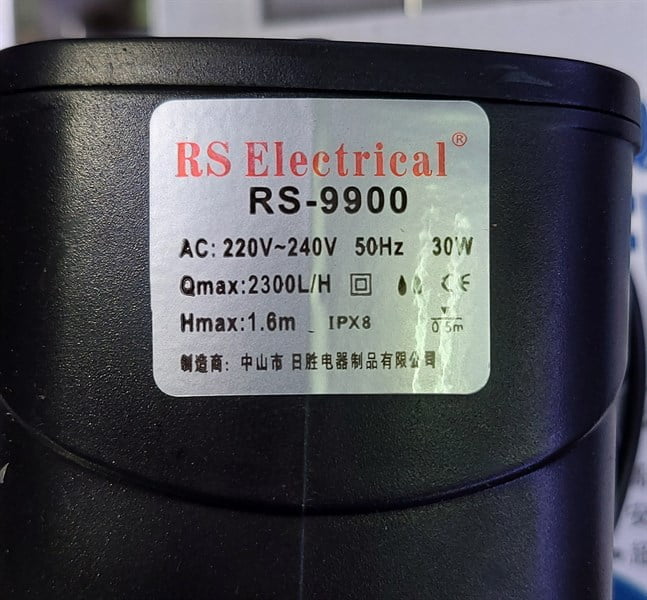 RS Electrical®
RS-9900
AC: 220V~240V 50Hz 30W
Qmax:2300L/H CE
Hmax:1.6m IPX8 0.5m
制造商: 中山市 日胜电器制品有限公司